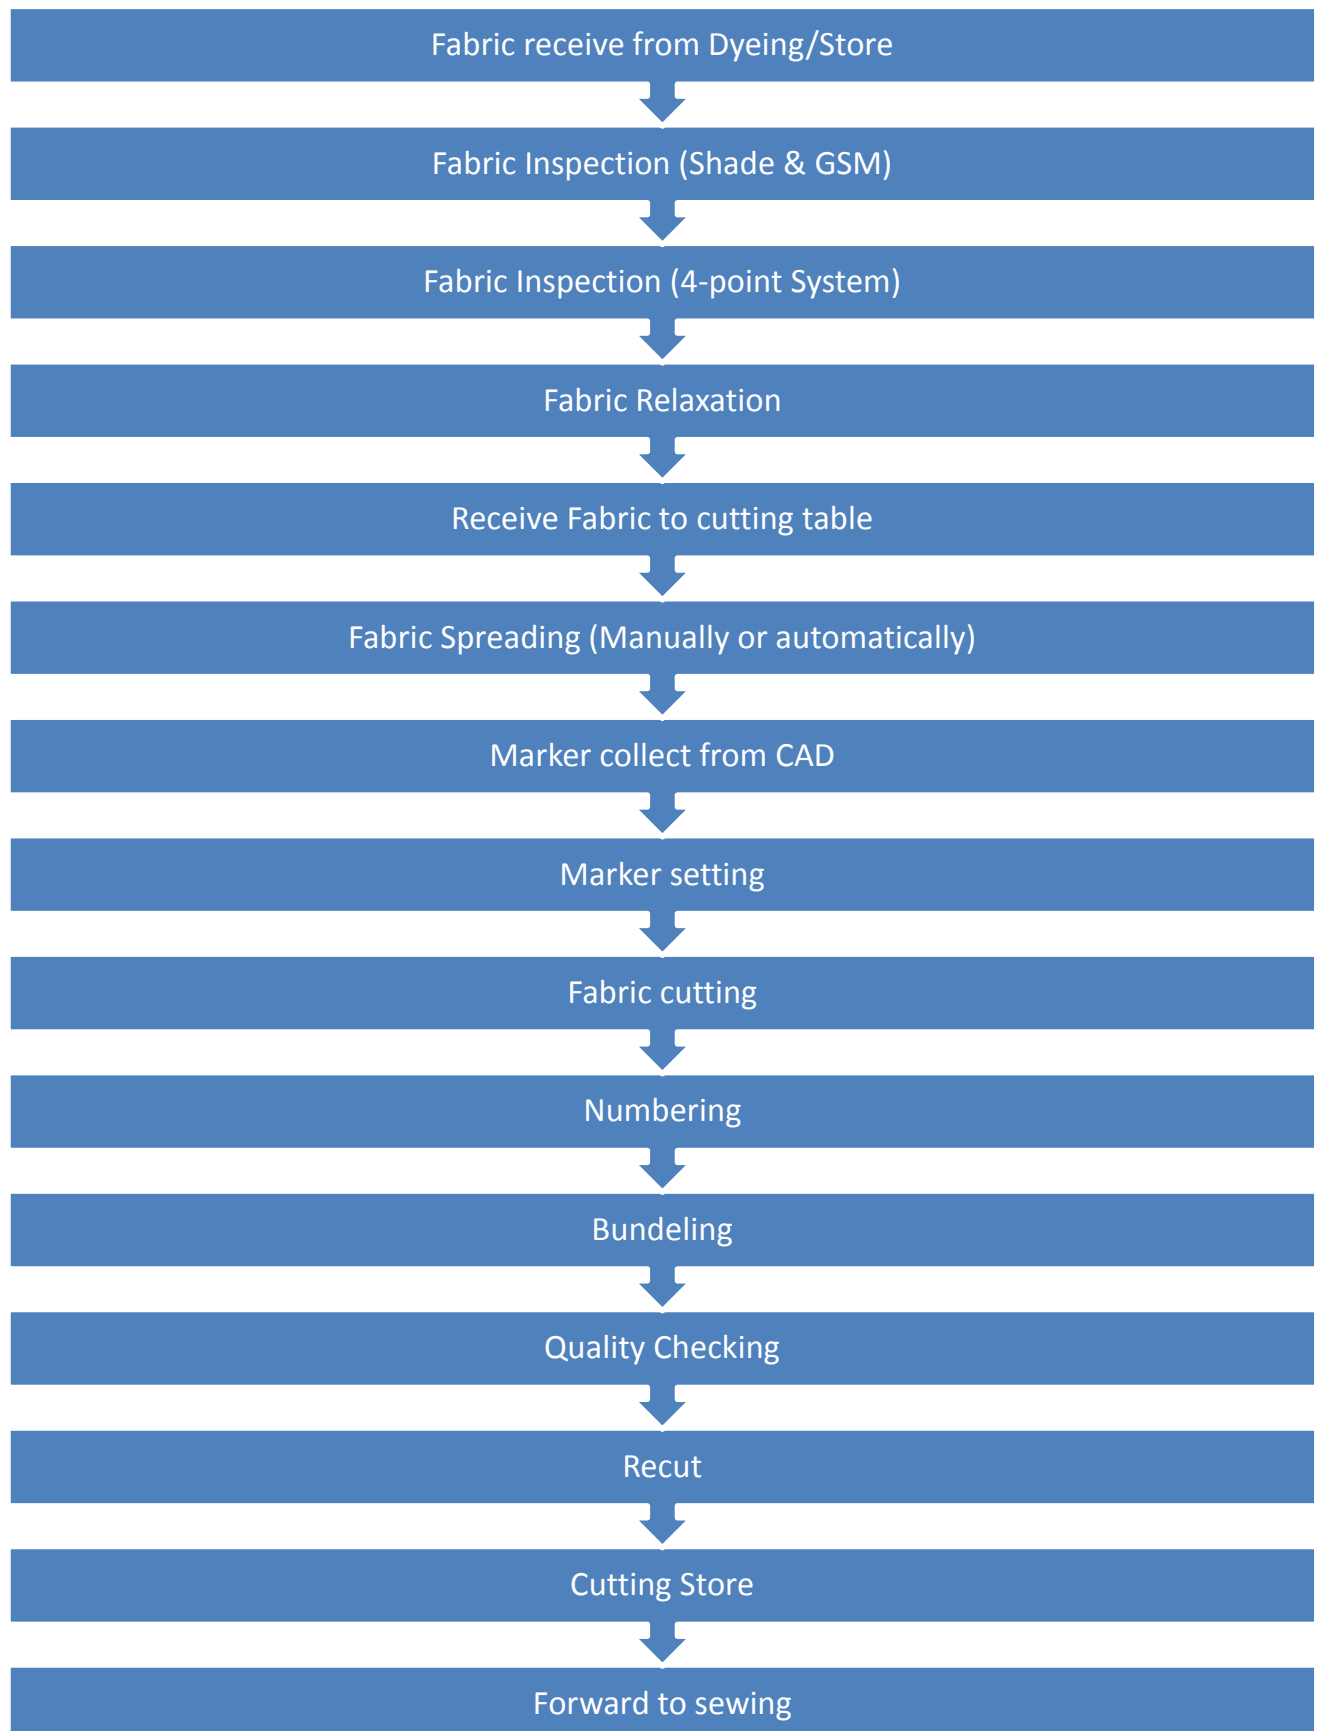 Fabric receive from Dyeing/Store
Fabric Inspection (Shade & GSM)
Fabric Inspection (4-point System)
Fabric Relaxation
Receive Fabric to cutting table
Fabric Spreading (Manually or automatically)
Marker collect from CAD
Marker setting
Fabric cutting
Numbering
Bundeling
Quality Checking
Recut
Cutting Store
Forward to sewing